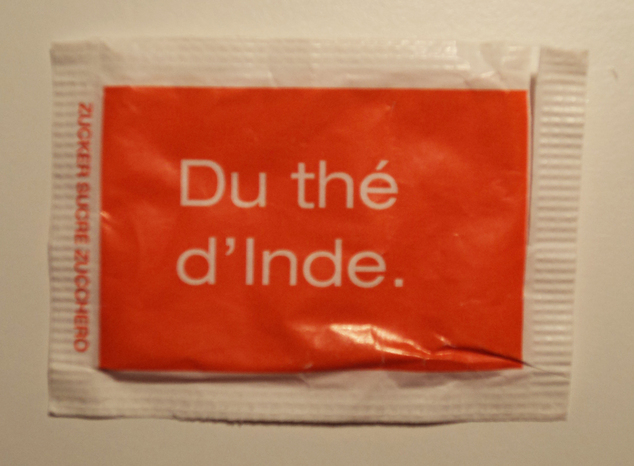 Du thé
d'Inde.
ZUCKER SUCRE ZUCCHERO